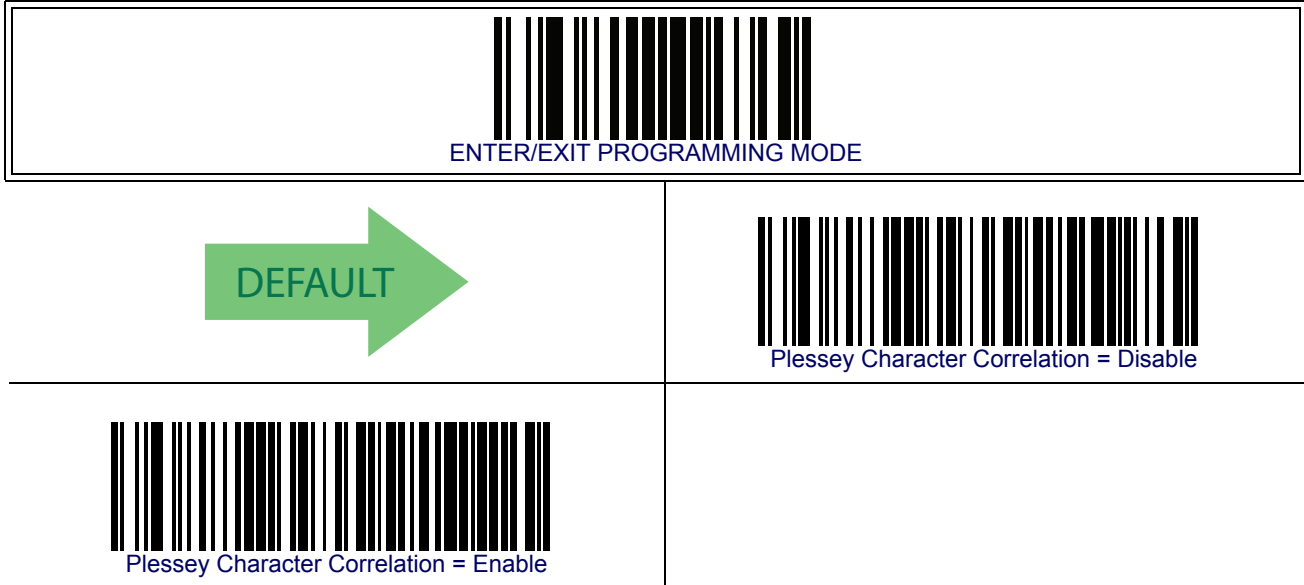 ENTER/EXIT PROGRAMMING MODE
DEFAULT
Plessey Character Correlation = Disable
Plessey Character Correlation = Enable